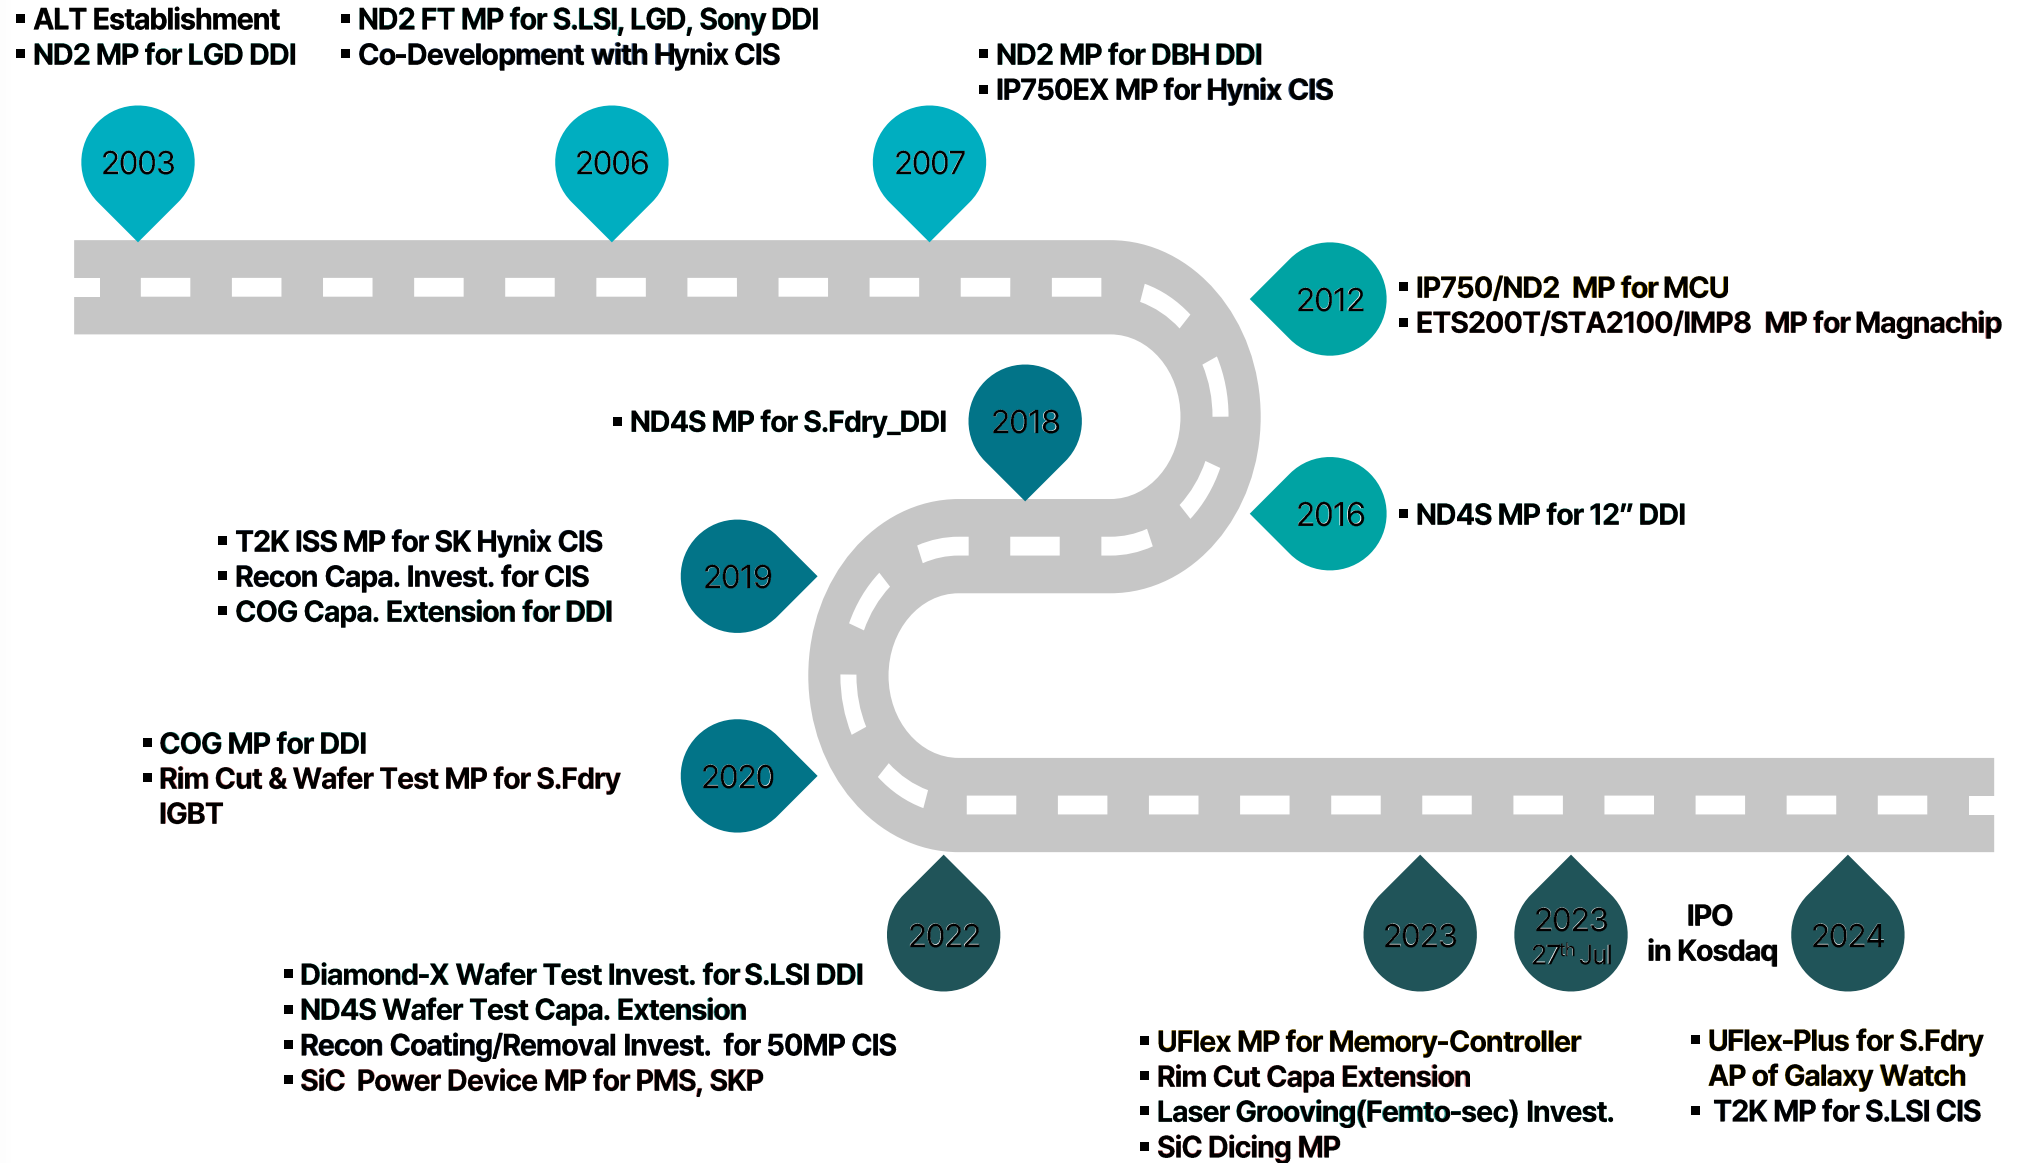 ▪ ALT Establishment
▪ ND2 MP for LGD DDI
2003
▪ ND2 FT MP for S.LSI, LGD, Sony DDI
▪ Co-Development with Hynix CIS
2006
▪ ND2 MP for DBH DDI
▪ IP750EX MP for Hynix CIS
2007
2012
▪ IP750/ND2 MP for MCU
▪ ETS200T/STA2100/IMP8 MP for Magnachip
2016
▪ ND4S MP for 12” DDI
▪ ND4S MP for S.Fdry_DDI
2018
▪ T2K ISS MP for SK Hynix CIS
▪ Recon Capa. Invest. for CIS
▪ COG Capa. Extension for DDI
2019
▪ COG MP for DDI
▪ Rim Cut & Wafer Test MP for S.Fdry
IGBT
2020
2022
▪ Diamond-X Wafer Test Invest. for S.LSI DDI
▪ ND4S Wafer Test Capa. Extension
▪ Recon Coating/Removal Invest. for 50MP CIS
▪ SiC Power Device MP for PMS, SKP
2023
▪ UFlex MP for Memory-Controller
▪ Rim Cut Capa Extension
▪ Laser Grooving(Femto-sec) Invest.
▪ SiC Dicing MP
2023
27th Jul
IPO
in Kosdaq
2024
▪ UFlex-Plus for S.Fdry
AP of Galaxy Watch
▪ T2K MP for S.LSI CIS